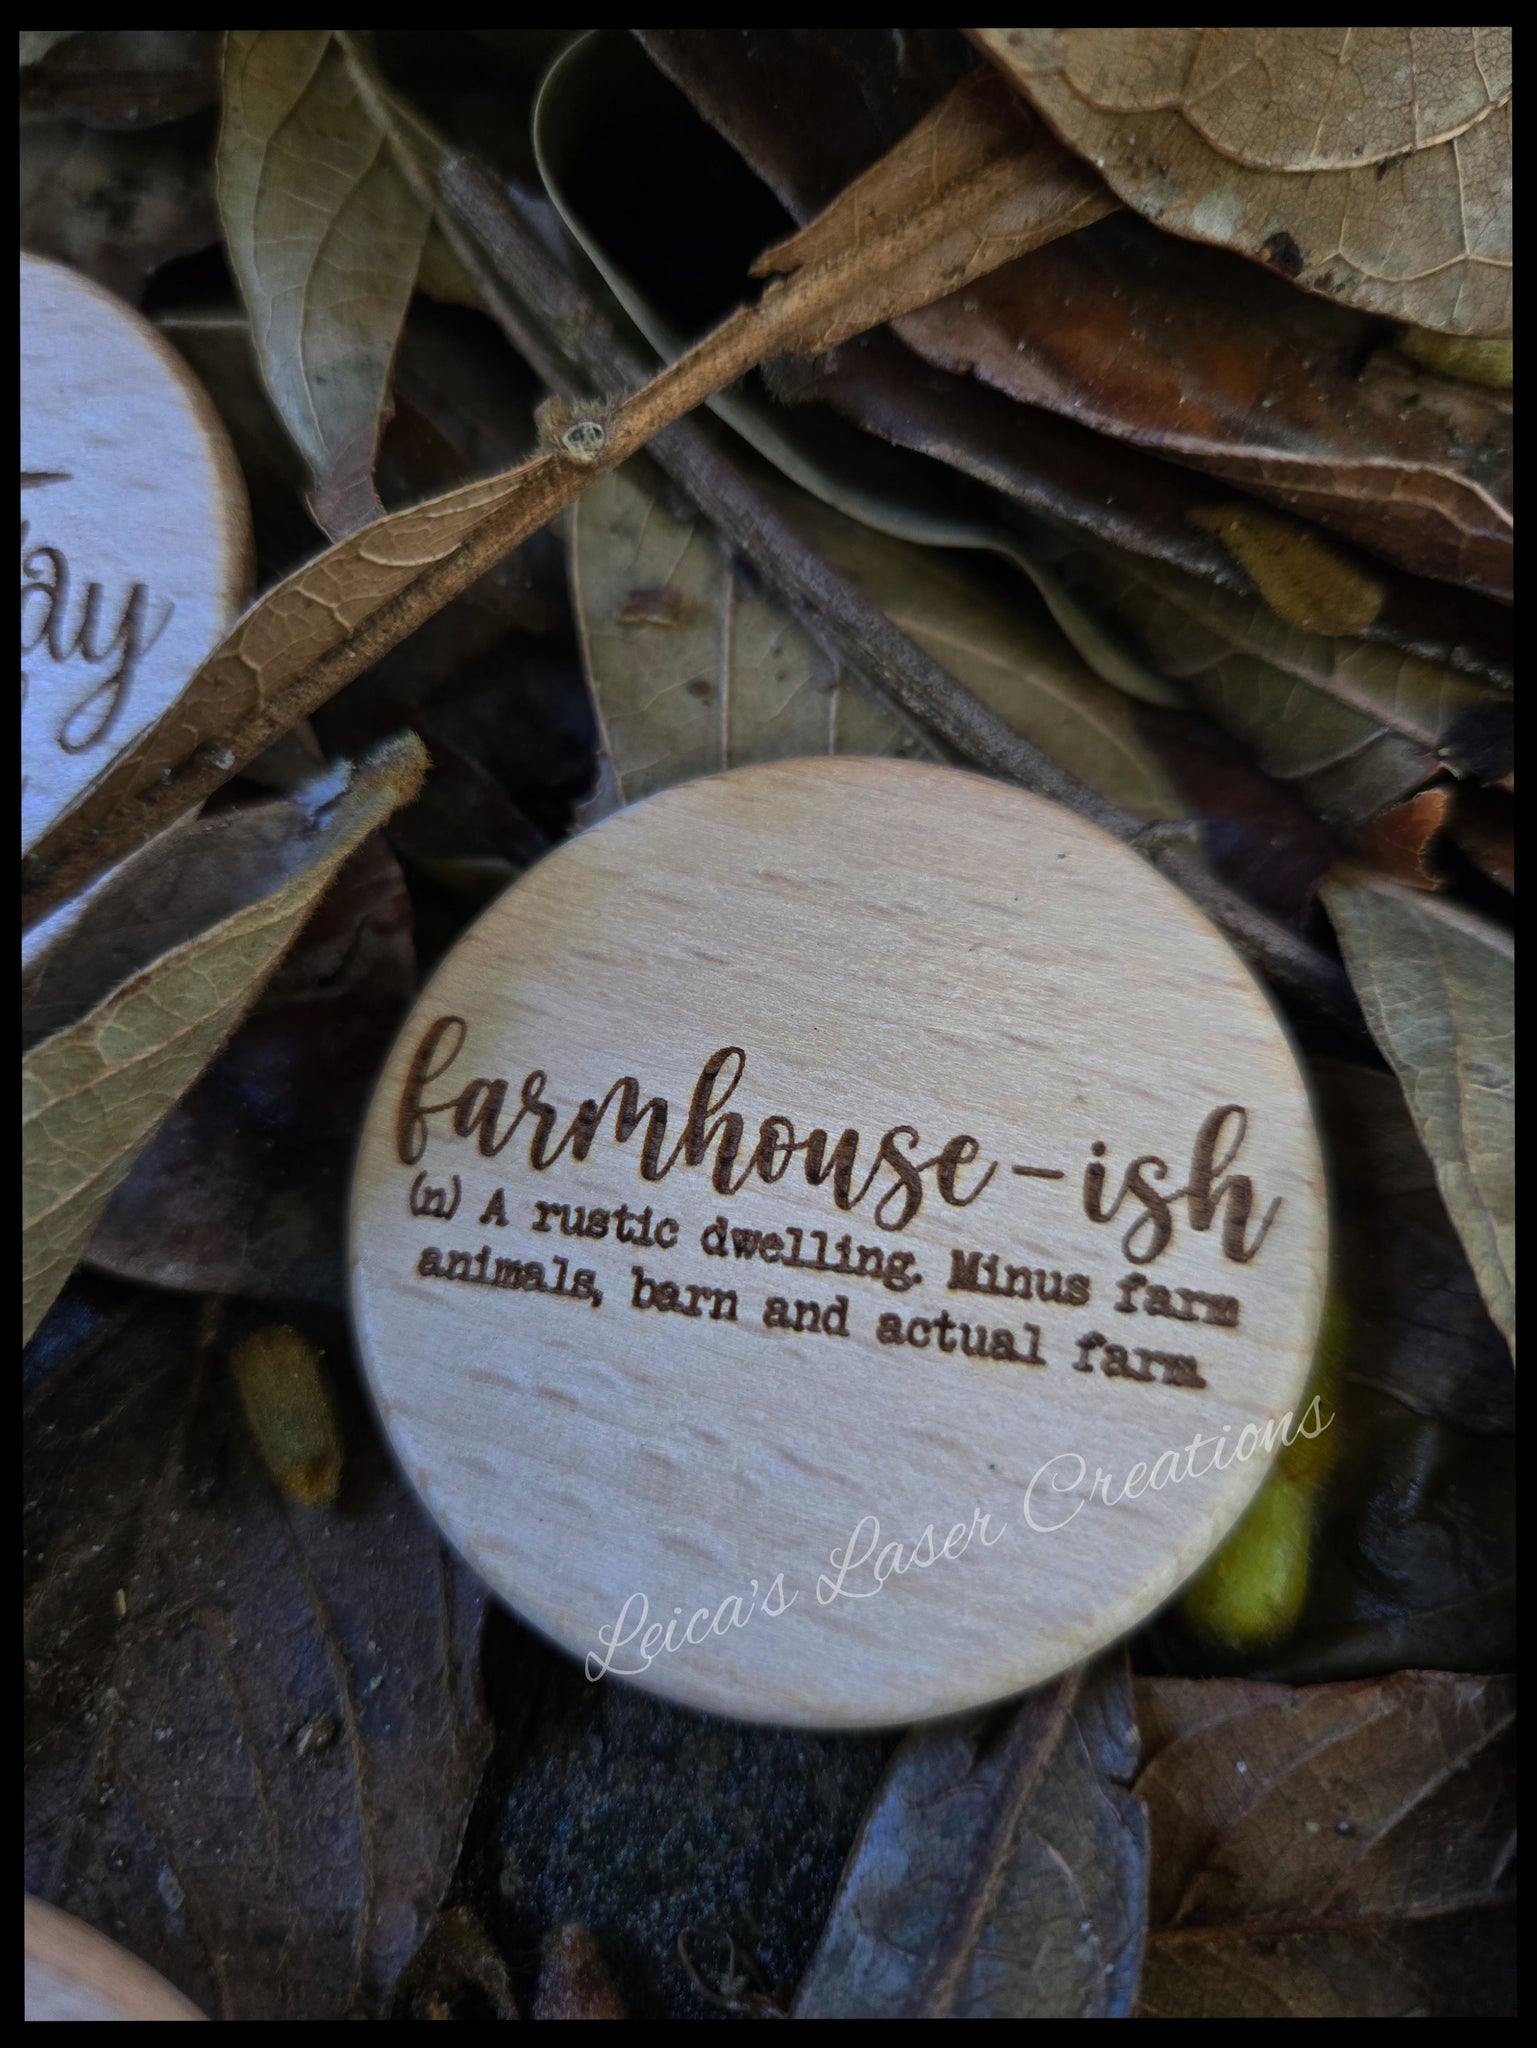 farmhouse-ish
(n) A rustic dwelling. Minus farm
animals, barn and actual farm
Leica's Laser Creations